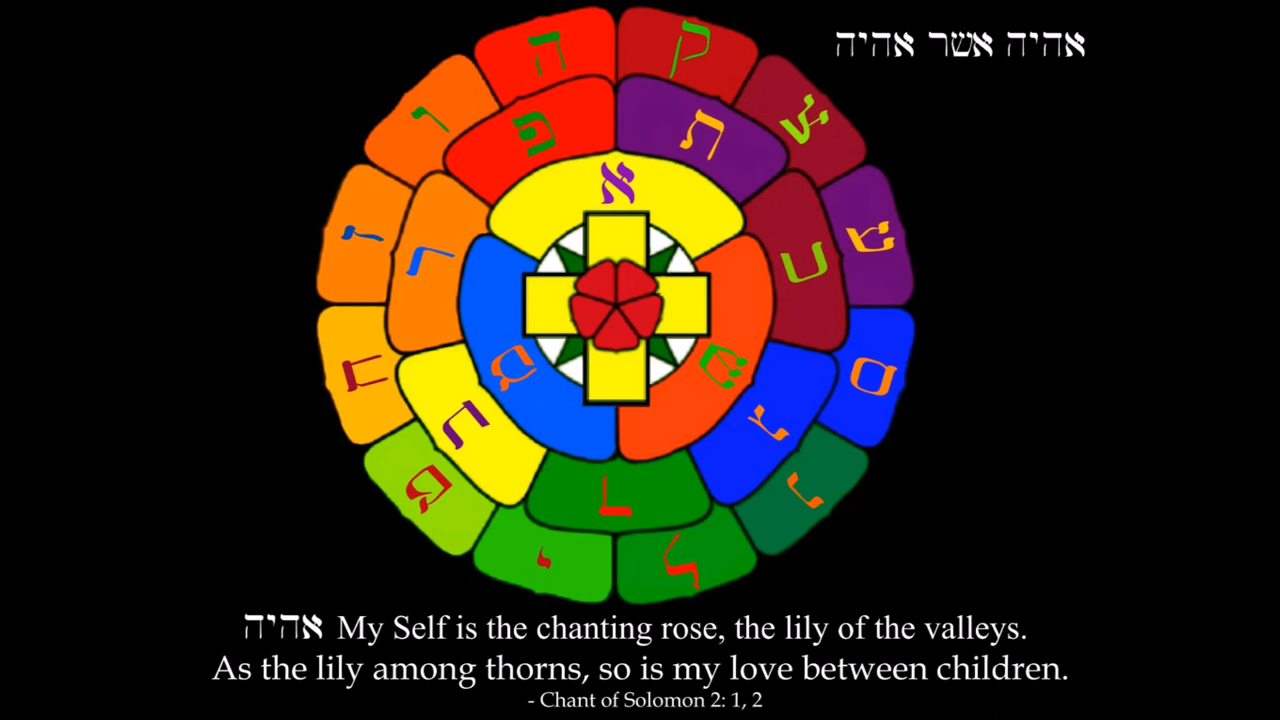 אהיה אשר אהיה
ה ק
ו פ ת צ
א
ז ר כ ע
ח מ ש ס
ב ג
ט ד נ
י ל
אהיה My Self is the chanting rose, the lily of the valleys.
As the lily among thorns, so is my love between children.
- Chant of Solomon 2: 1, 2